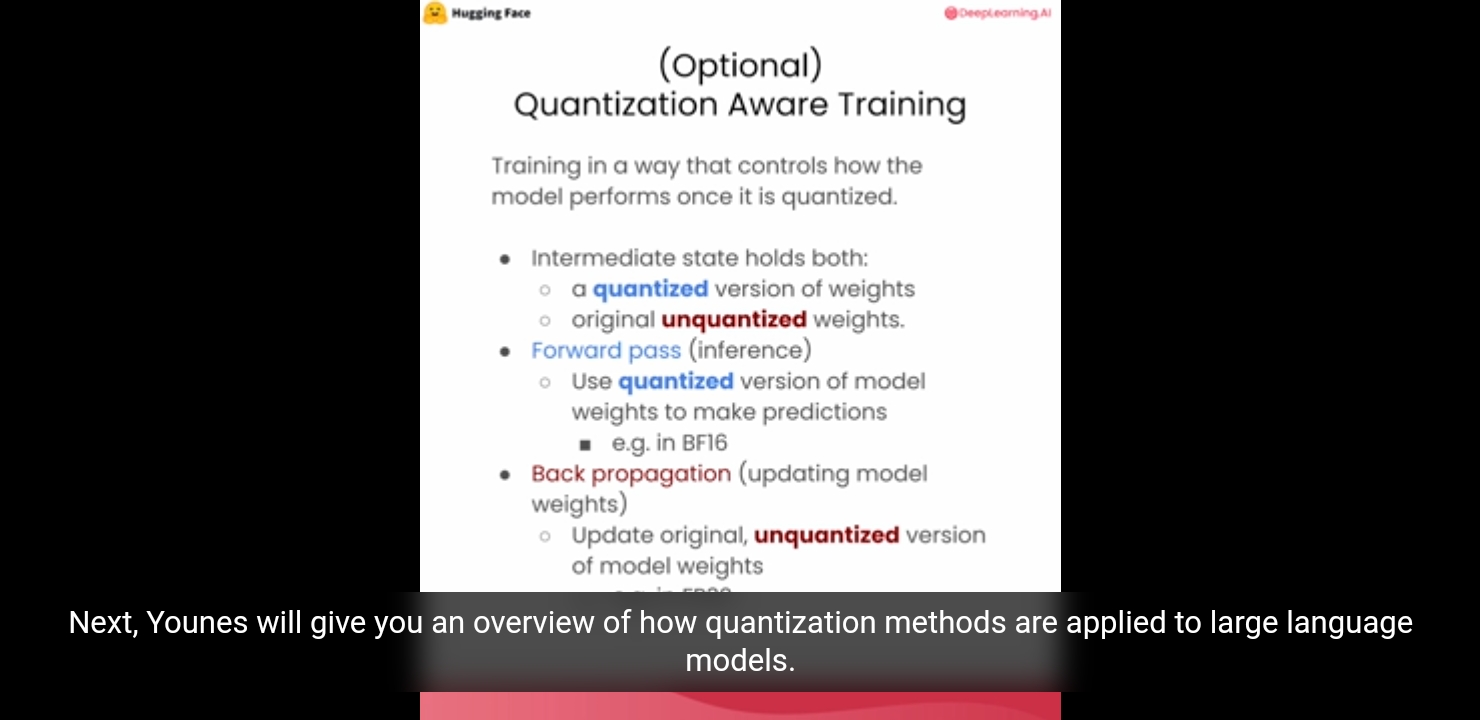 Hugging Face
DeepLearning.AI
(Optional)
Quantization Aware Training
Training in a way that controls how the
model performs once it is quantized.
● Intermediate state holds both:
○ a quantized version of weights
○ original unquantized weights.
● Forward pass (inference)
○ Use quantized version of model
weights to make predictions
■ e.g. in BF16
● Back propagation (updating model
weights)
○ Update original, unquantized version
of model weights
Next, Younes will give you an overview of how quantization methods are applied to large language
models.